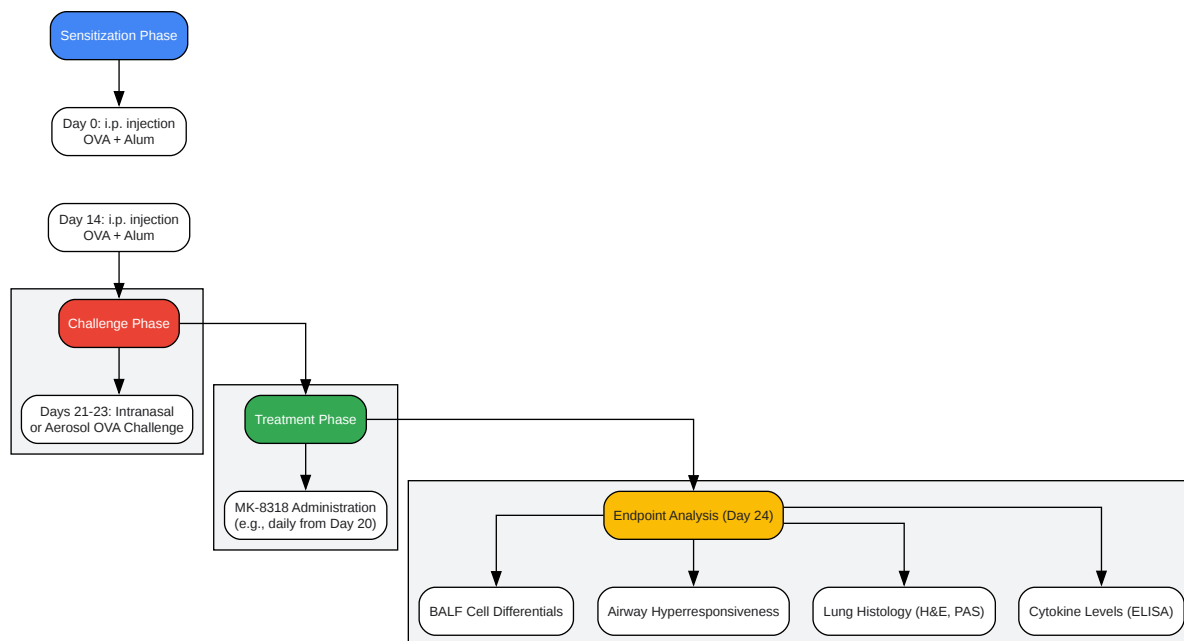 Sensitization Phase
Day 0: i.p. injection
OVA + Alum
Day 14: i.p. injection
OVA + Alum
Challenge Phase
Days 21-23: Intranasal
or Aerosol OVA Challenge
Treatment Phase
MK-8318 Administration
(e.g., daily from Day 20)
Endpoint Analysis (Day 24)
BALF Cell Differentials
Airway Hyperresponsiveness
Lung Histology (H&E, PAS)
Cytokine Levels (ELISA)